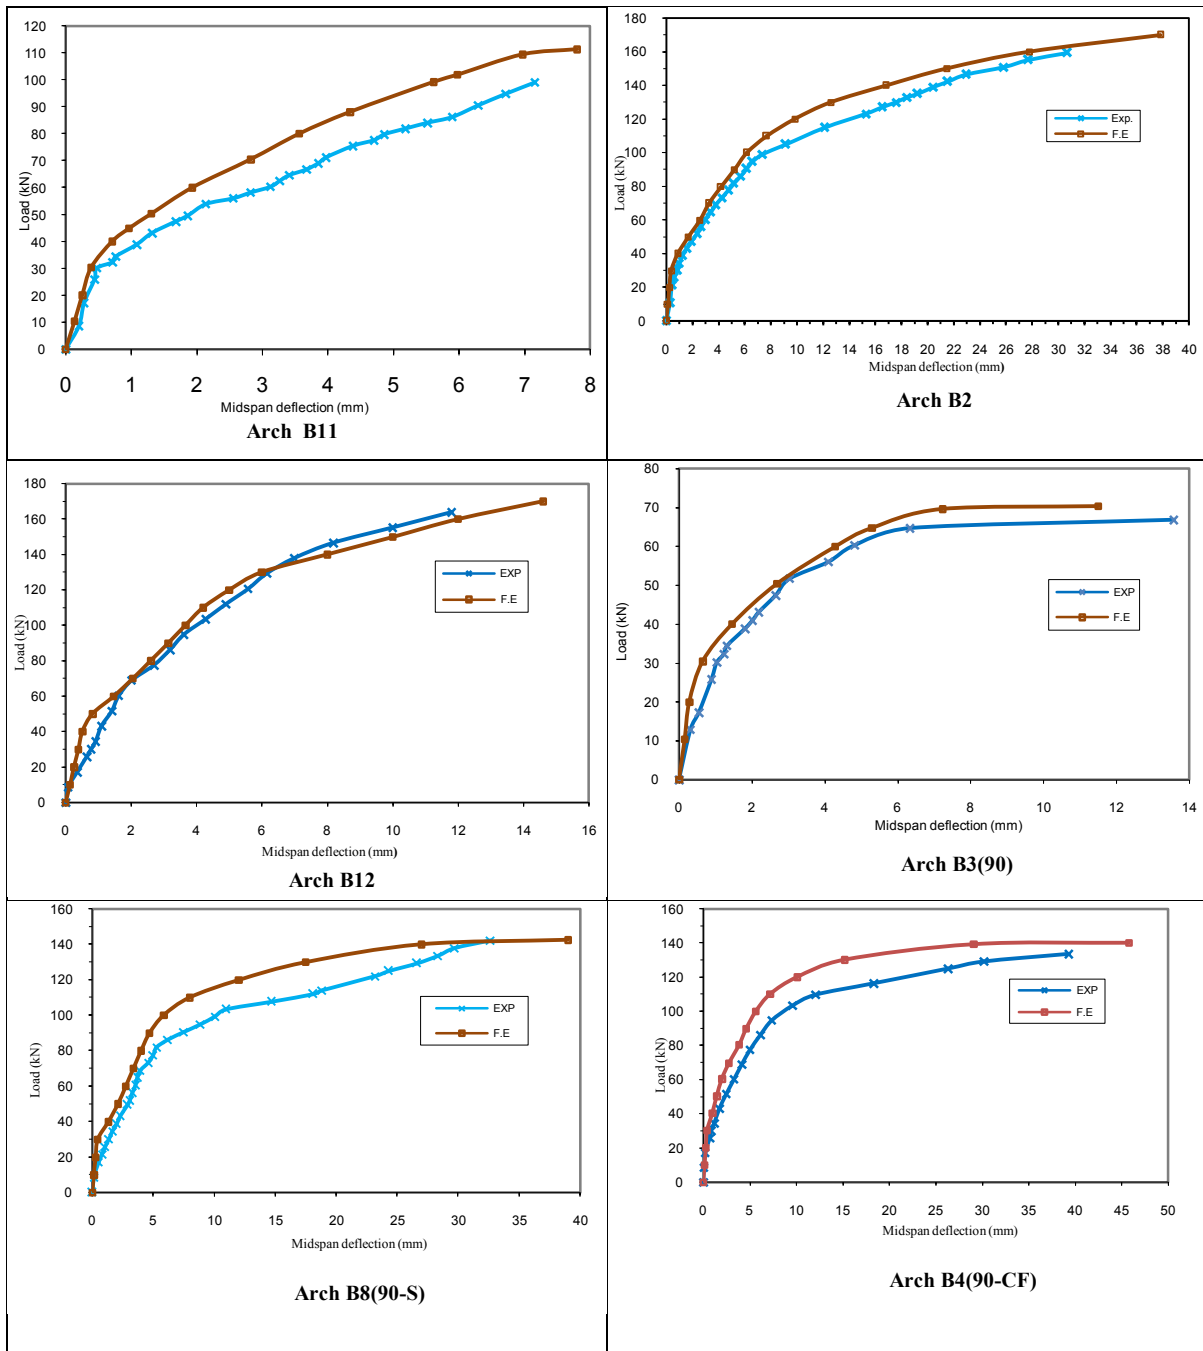 120
110
100
90
80
70
60
50
40
30
20
10
0
Load (kN)
0 1 2 3 4 5 6 7 8
Midspan deflection (mm)
Arch B11
180
160
140
120
100
80
60
40
20
0
Load (kN)
Exp.
F.E
0 2 4 6 8 10 12 14 16 18 20 22 24 26 28 30 32 34 36 38 40
Midspan deflection (mm)
Arch B2
180
160
140
120
100
80
60
40
20
0
Load (kN)
EXP
F.E
0 2 4 6 8 10 12 14 16
Midspan deflection (mm)
Arch B12
80
70
60
50
40
30
20
10
0
Load (kN)
EXP
F.E
0 2 4 6 8 10 12 14
Midspan deflection (mm)
Arch B3(90)
160
140
120
100
80
60
40
20
0
Load (kN)
EXP
F.E
0 5 10 15 20 25 30 35 40
Midspan deflection (mm)
Arch B8(90-S)
160
140
120
100
80
60
40
20
0
Load (kN)
EXP
F.E
0 5 10 15 20 25 30 35 40 45 50
Midspan deflection (mm)
Arch B4(90-CF)